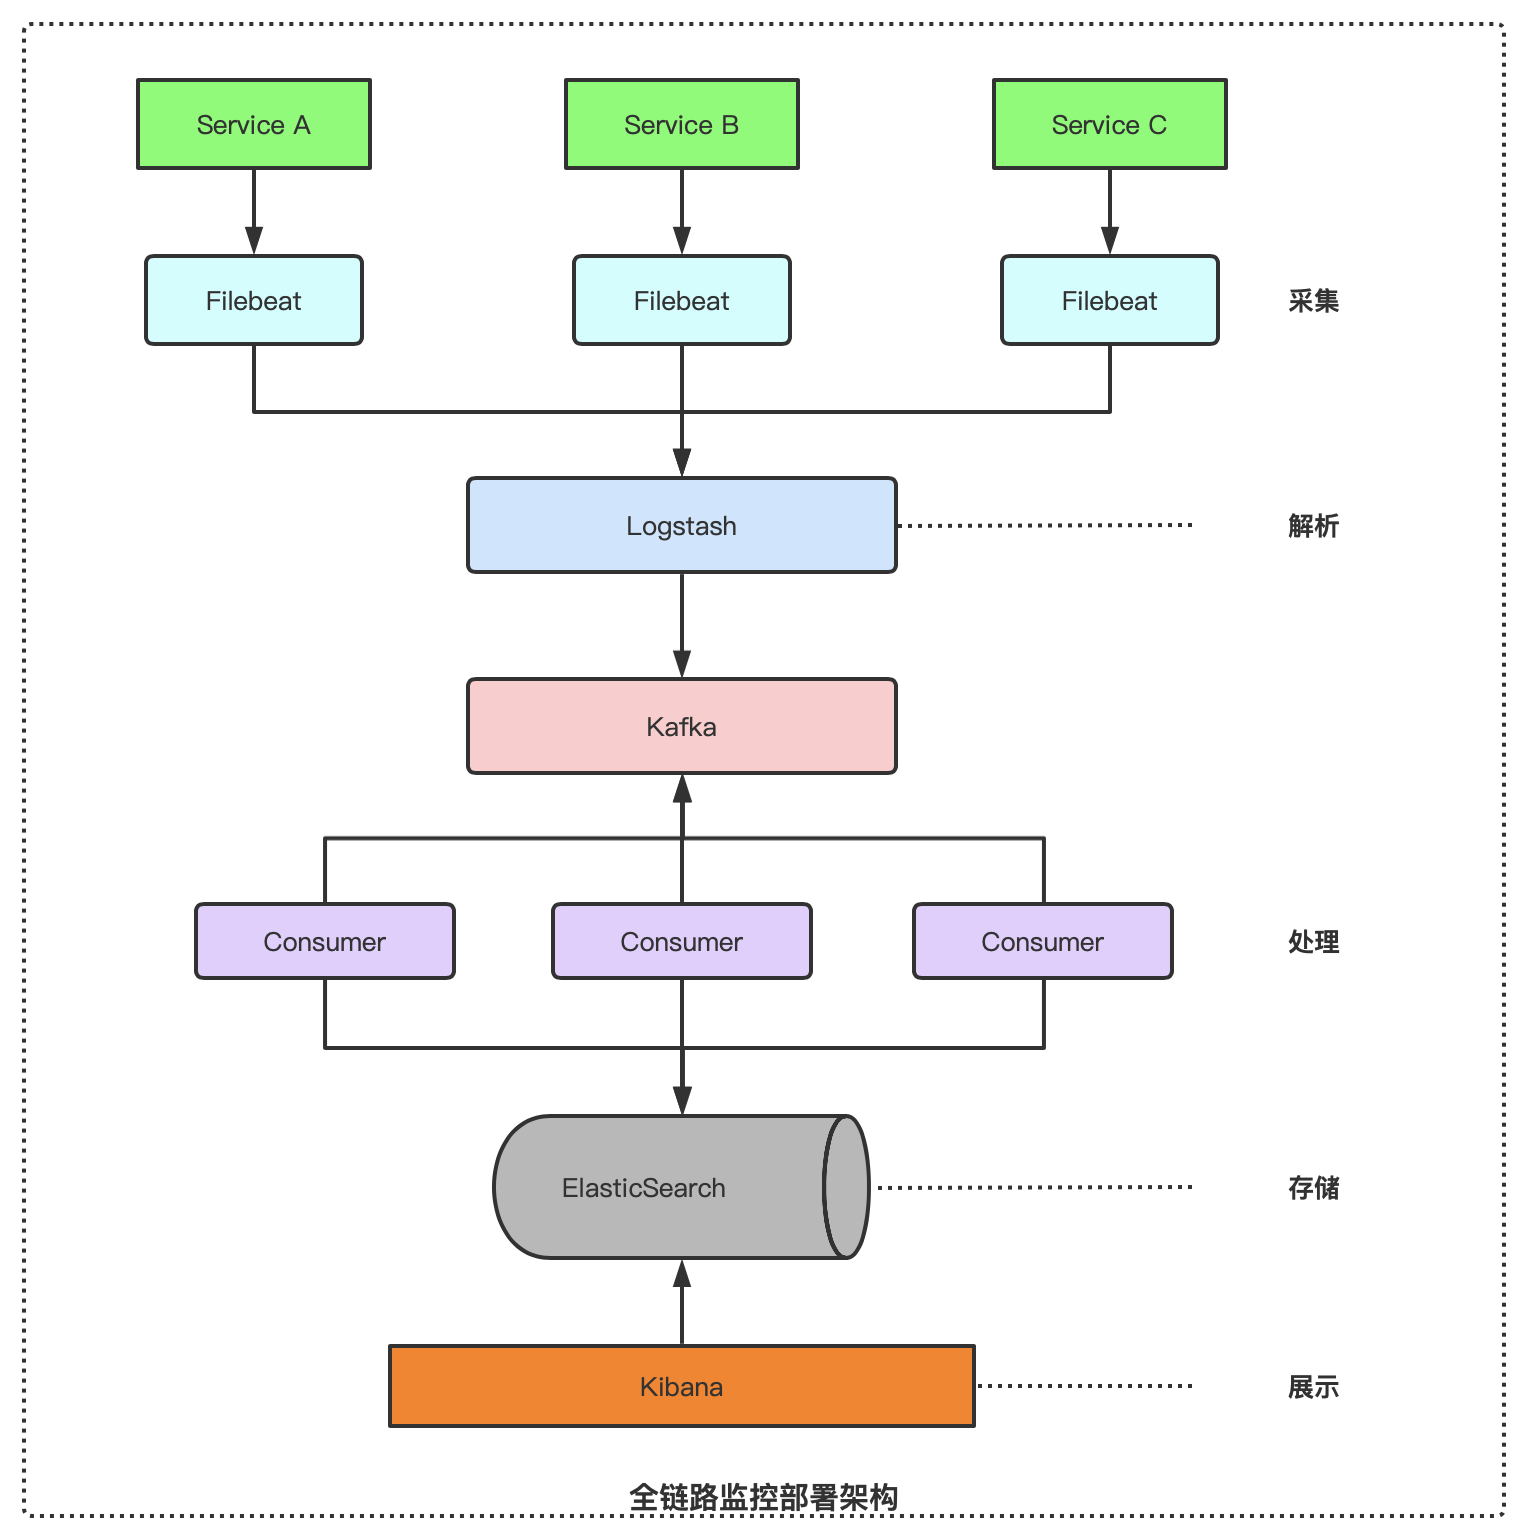 Service A
Service B
Service C
Filebeat
Filebeat
Filebeat
采集
Logstash
解析
Kafka
Consumer
Consumer
Consumer
处理
ElasticSearch
存储
Kibana
展示
全链路监控部署架构